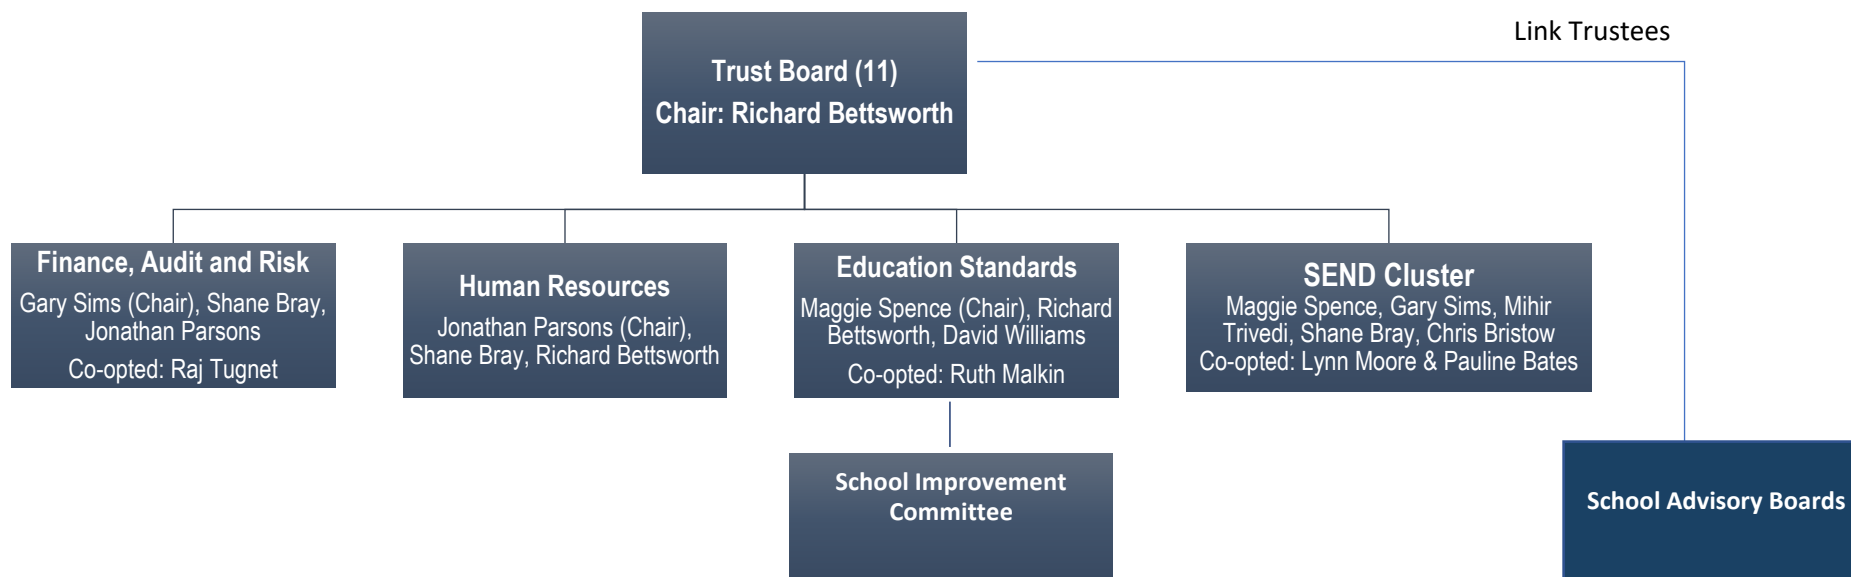 Link Trustees
Trust Board (11)
Chair: Richard Bettsworth
Finance, Audit and Risk
Gary Sims (Chair), Shane Bray,
Jonathan Parsons
Co-opted: Raj Tugnet
Human Resources
Jonathan Parsons (Chair),
Shane Bray, Richard Bettsworth
Education Standards
Maggie Spence (Chair), Richard
Bettsworth, David Williams
Co-opted: Ruth Malkin
SEND Cluster
Maggie Spence, Gary Sims, Mihir
Trivedi, Shane Bray, Chris Bristow
Co-opted: Lynn Moore & Pauline Bates
School Improvement
Committee
School Advisory Boards